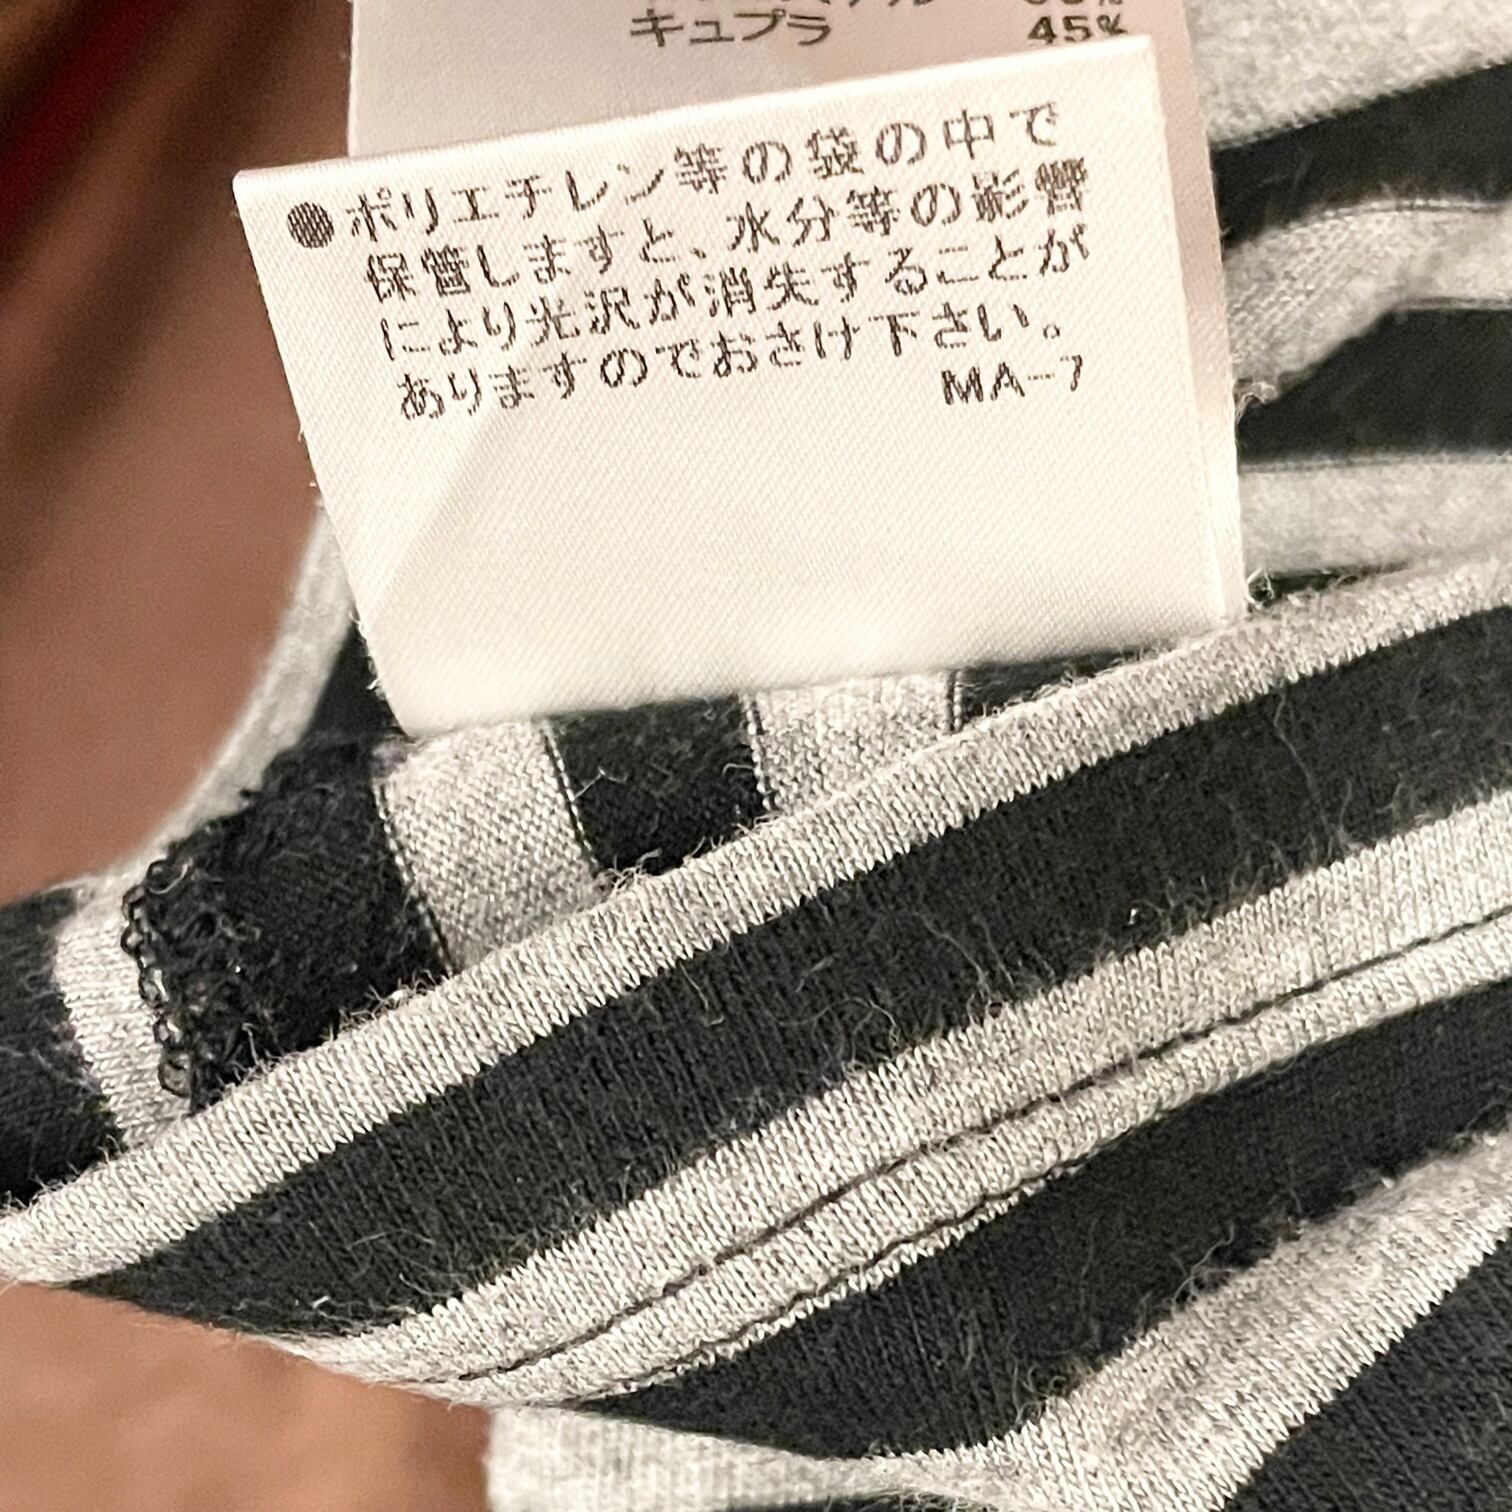 キュプラ 45%
●ポリエチレン等の袋の中で
保管しますと、水分等の影響
により光沢が消失することが
ありますのでおさけ下さい。
MA-7